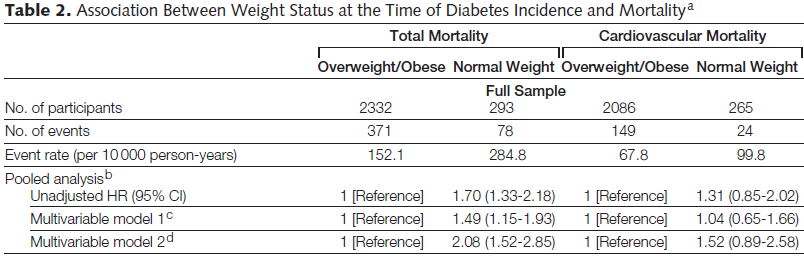 Table 2. Association Between Weight Status at the Time of Diabetes Incidence and Mortalityª
Total Mortality Cardiovascular Mortality
Overweight/Obese Normal Weight Overweight/Obese Normal Weight
Full Sample
No. of participants 2332 293 2086 265
No. of events 371 78 149 24
Event rate (per 10 000 person-years) 152.1 284.8 67.8 99.8
Pooled analysisᵇ
Unadjusted HR (95% CI) 1 [Reference] 1.70 (1.33-2.18) 1 [Reference] 1.31 (0.85-2.02)
Multivariable model 1ᶜ 1 [Reference] 1.49 (1.15-1.93) 1 [Reference] 1.04 (0.65-1.66)
Multivariable model 2ᵈ 1 [Reference] 2.08 (1.52-2.85) 1 [Reference] 1.52 (0.89-2.58)